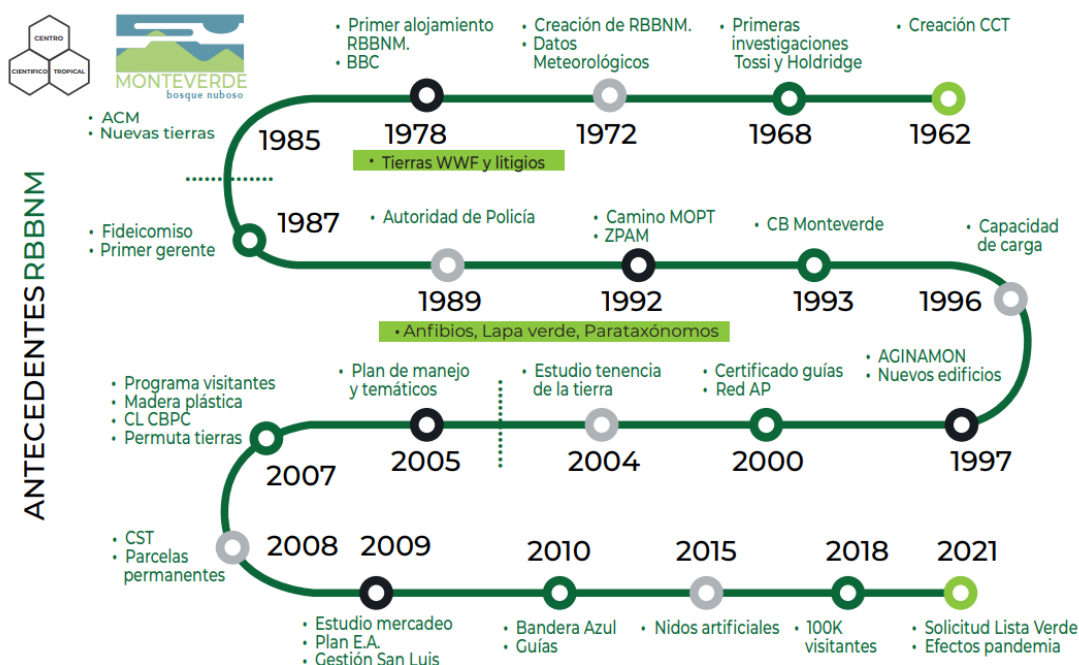 CENTRO
CIENTIFICO
TROPICAL
MONTEVERDE
bosque nuboso
ANTECEDENTES RBBNM
• Primer alojamiento
RBBNM.
• BBC
• Creación de RBBNM.
• Datos
Meteorológicos
• Primeras
investigaciones
Tossi y Holdridge
• Creación CCT
• ACM
• Nuevas tierras
1985
1978
1972
1968
1962
• Tierras WWF y litigios
• Fideicomiso
• Primer gerente
1987
• Autoridad de Policía
• Camino MOPT
• ZPAM
• CB Monteverde
• Capacidad
de carga
1989
1992
1993
1996
• Anfibios, Lapa verde, Parataxónomos
• Programa visitantes
• Madera plástica
• CL CBPC
• Permuta tierras
• Plan de manejo
y temáticos
• Estudio tenencia
de la tierra
• Certificado guías
• Red AP
• AGINAMON
• Nuevos edificios
2007
2005
2004
2000
1997
• CST
• Parcelas
permanentes
2008
2009
2010
2015
2018
2021
• Estudio mercadeo
• Plan E.A.
• Gestión San Luis
• Bandera Azul
• Guías
• Nidos artificiales
• 100K
visitantes
• Solicitud Lista Verde
• Efectos pandemia